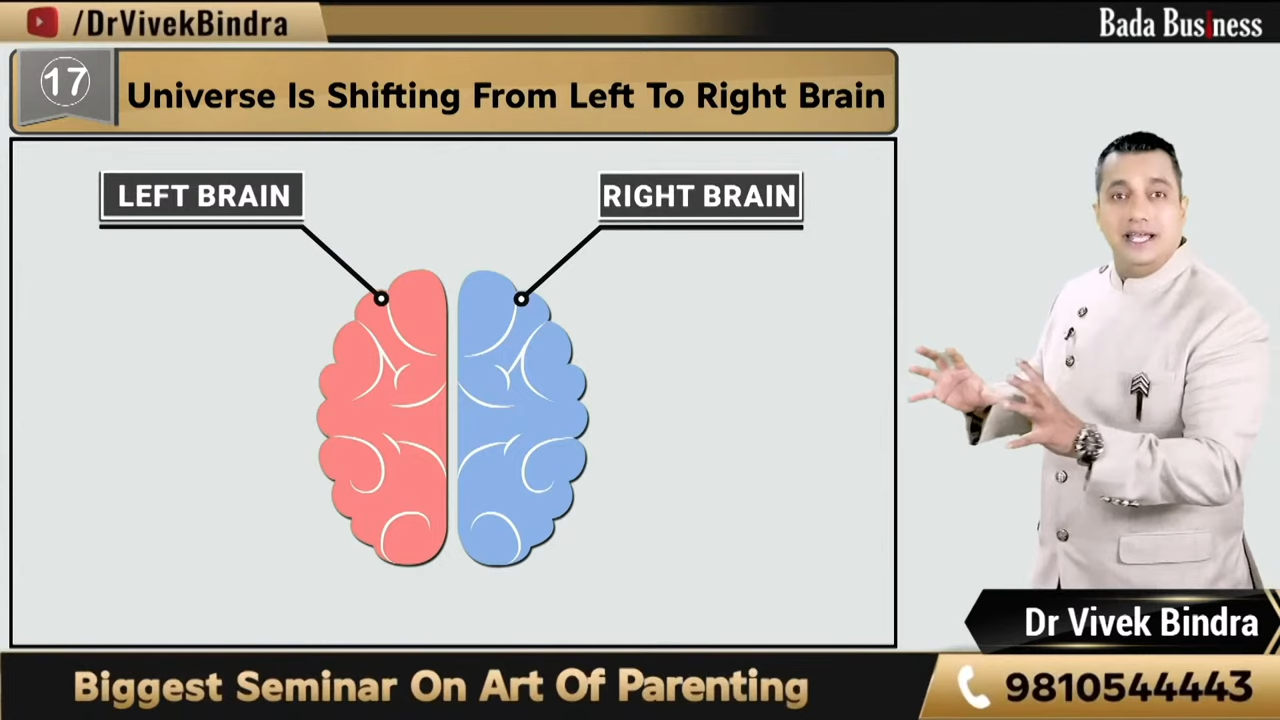 /DrVivekBindra
Bada Business
17
Universe Is Shifting From Left To Right Brain
LEFT BRAIN
RIGHT BRAIN
Dr Vivek Bindra
Biggest Seminar On Art Of Parenting
9810544443